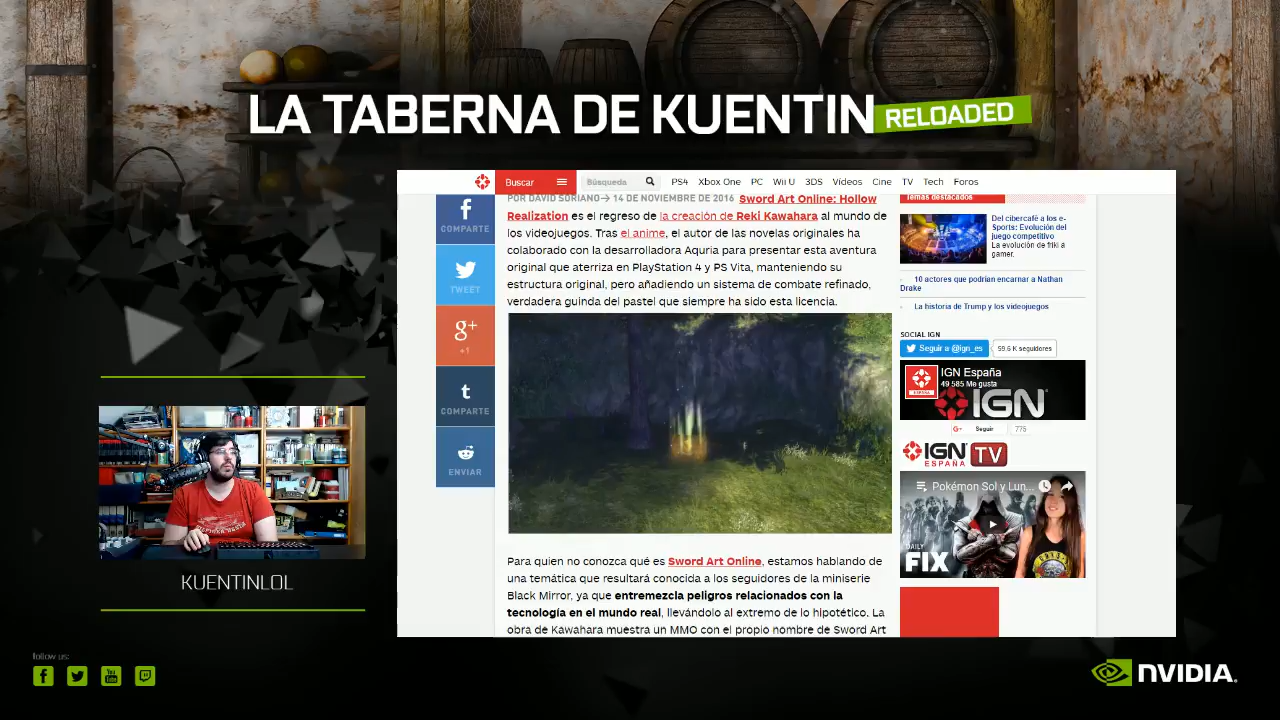 LA TABERNA DE KUENTIN RELOADED
Buscar
Búsqueda
PS4 Xbox One PC Wii U 3DS Vídeos Cine TV Tech Foros
COMPARTE
TWEET
g+
+1
t
COMPARTE
ENVIAR
POR DAVID SORIANO → 14 DE NOVIEMBRE DE 2016 Sword Art Online: Hollow
Realization es el regreso de la creación de Reki Kawahara al mundo de
los videojuegos. Tras el anime, el autor de las novelas originales ha
colaborado con la desarrolladora Aquria para presentar esta aventura
original que aterriza en PlayStation 4 y PS Vita, manteniendo su
estructura original, pero añadiendo un sistema de combate refinado,
verdadera guinda del pastel que siempre ha sido esta licencia.
Para quien no conozca qué es Sword Art Online, estamos hablando de
una temática que resultará conocida a los seguidores de la miniserie
Black Mirror, ya que entremezcla peligros relacionados con la
tecnología en el mundo real, llevándolo al extremo de lo hipotético. La
obra de Kawahara muestra un MMO con el propio nombre de Sword Art
Temas destacados
Del cibercafé a los e-
Sports: Evolución del
juego competitivo
La evolución de friki a
gamer.
10 actores que podrían encarnar a Nathan
Drake
La historia de Trump y los videojuegos
SOCIAL IGN
Seguir a @ign_es
59.6 K seguidores
IGN España
49 585 Me gusta
IGN
G+ Seguir 775
IGN ESPAÑA TV
Pokémon Sol y Lun...
DAILY
FIX
KUENTINLOL
follow us:
NVIDIA.